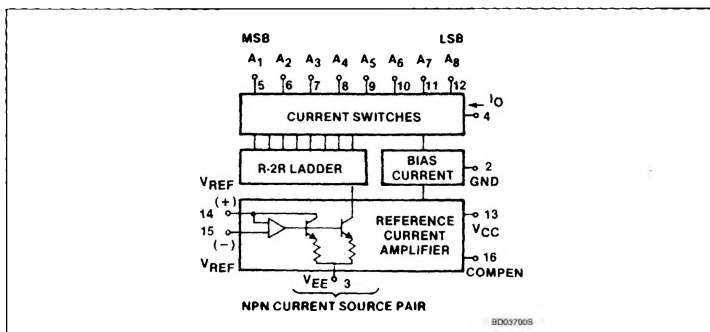 MSB LSB
A1 A2 A3 A4 A5 A6 A7 A8
5 6 7 8 9 10 11 12
IO
CURRENT SWITCHES
4
R-2R LADDER
BIAS
CURRENT
2
GND
VREF
(+)
14
15
(-)
VREF
REFERENCE
CURRENT
AMPLIFIER
13
VCC
16
COMPEN
VEE 3
NPN CURRENT SOURCE PAIR
BD03700S